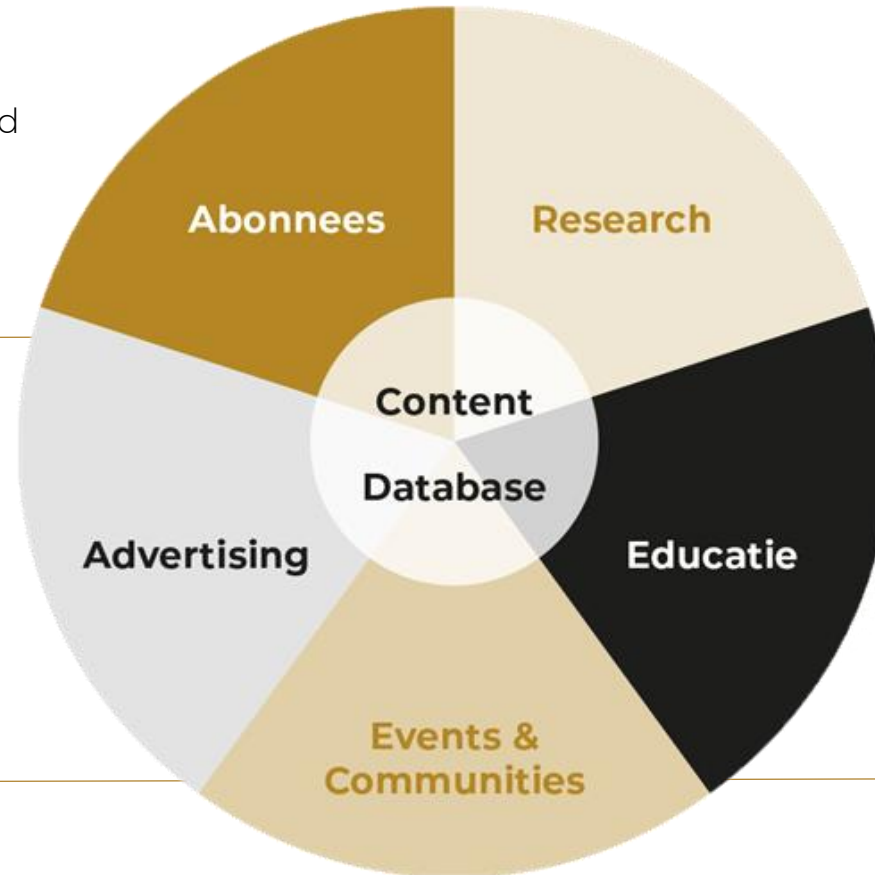 d
Abonnees
Research
Content
Database
Advertising
Educatie
Events &
Communities